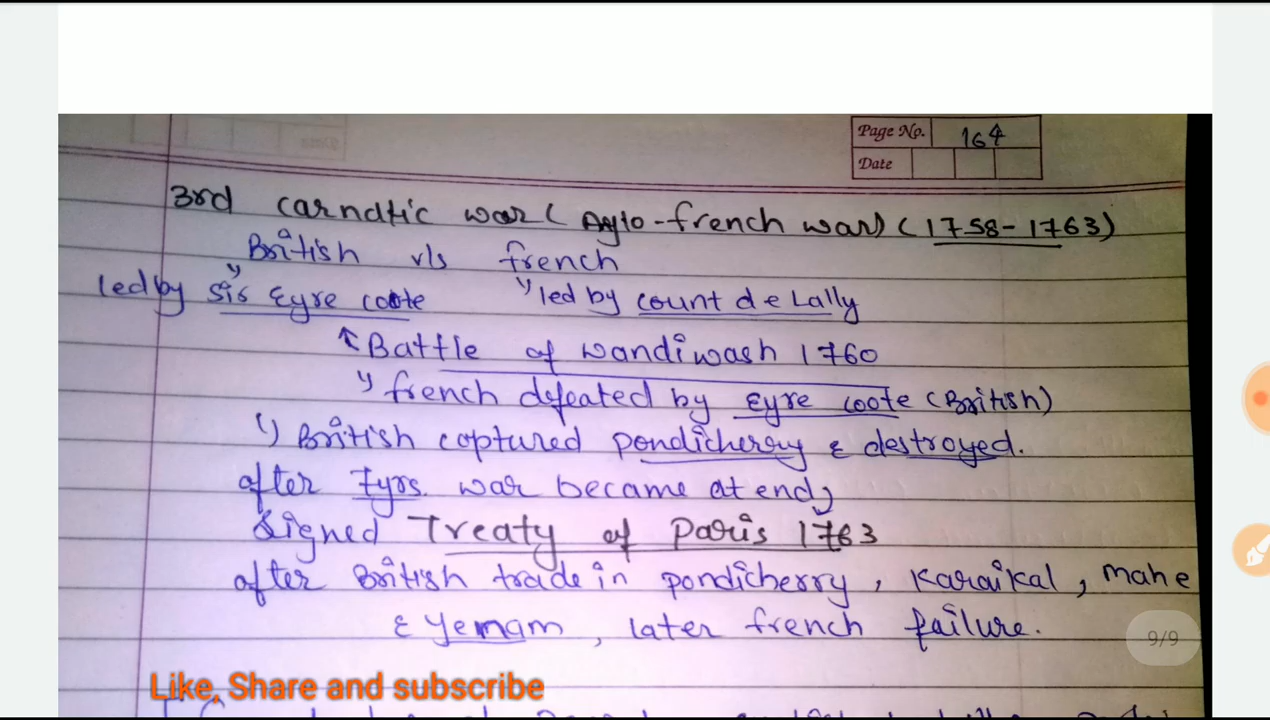 Page No. 164
Date
3rd carnatic war ( Anglo-french war) (1758-1763)
British v/s french
led by Sir Eyre coote led by count de Lally
Battle of wandiwash 1760
french defeated by Eyre coote (British)
British captured pondicherry & destroyed.
after 7yrs. war became at end
signed Treaty of Paris 1763
after British trade in pondicherry, Karaikal, mahe
& Yemam, later french failure.
9/9
Like, Share and subscribe